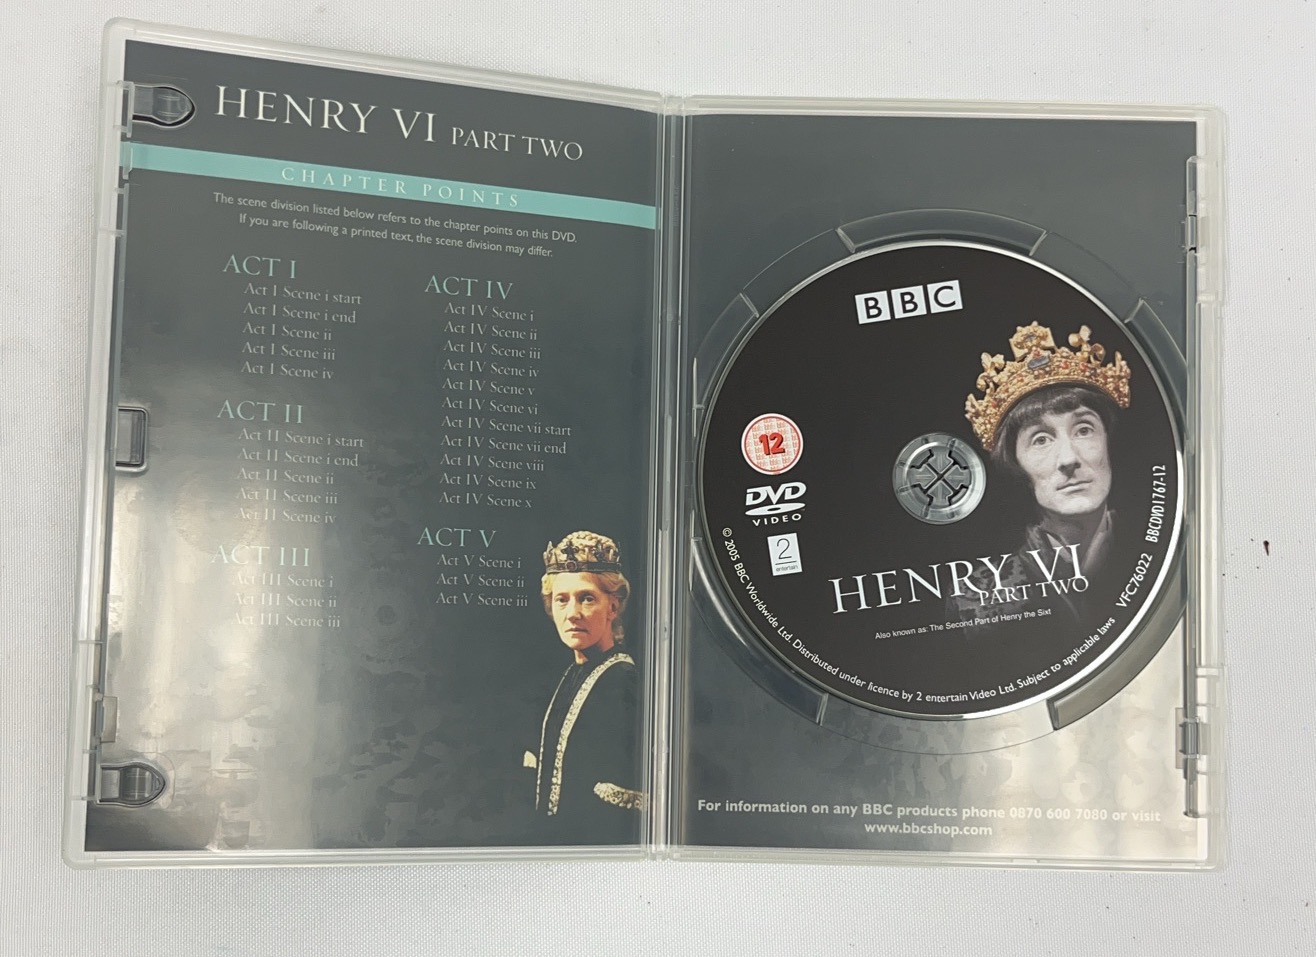 HENRY VI PART TWO
CHAPTER POINTS
The scene division listed below refers to the chapter points on this DVD.
If you are following a printed text, the scene division may differ.
ACT I
Act I Scene i start
Act I Scene i end
Act I Scene ii
Act I Scene iii
Act I Scene iv
ACT II
Act II Scene i start
Act II Scene i end
Act II Scene ii
Act II Scene iii
Act II Scene iv
ACT III
Act III Scene i
Act III Scene ii
Act III Scene iii
ACT IV
Act IV Scene i
Act IV Scene ii
Act IV Scene iii
Act IV Scene iv
Act IV Scene v
Act IV Scene vi
Act IV Scene vii start
Act IV Scene vii end
Act IV Scene viii
Act IV Scene ix
Act IV Scene x
ACT V
Act V Scene i
Act V Scene ii
Act V Scene iii
BBC
12
DVD
VIDEO
2
entertain
HENRY VI
PART TWO
Also known as: The Second Part of Henry the Sixt
© 2005 BBC Worldwide Ltd. Distributed under licence by 2 entertain Video Ltd. Subject to applicable laws VFC76022 BBCDVD1767-12
For information on any BBC products phone 0870 600 7080 or visit
www.bbcshop.com